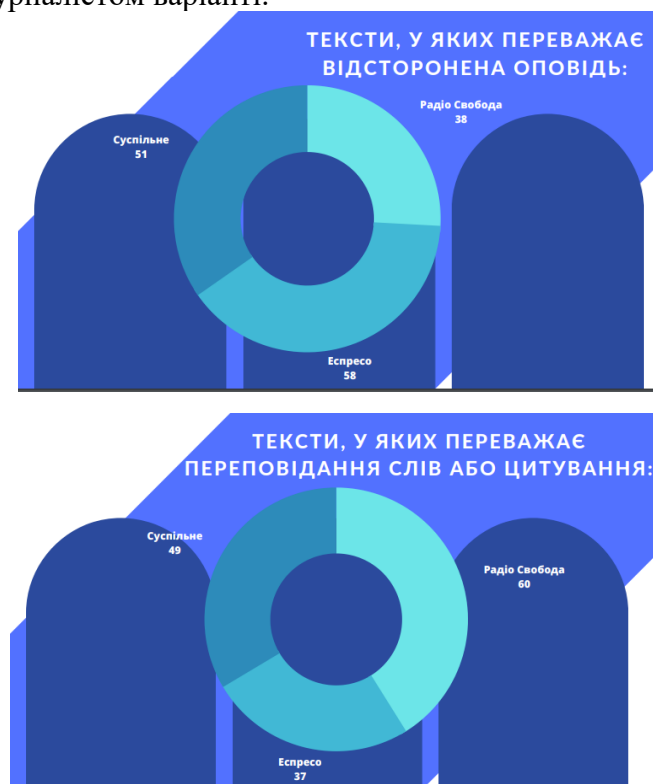 варіанті.
ТЕКСТИ, У ЯКИХ ПЕРЕВАЖАЄ
ВІДСТОРОНЕНА ОПОВІДЬ:
Радіо Свобода
38
Суспільне
51
Еспресо
58
ТЕКСТИ, У ЯКИХ ПЕРЕВАЖАЄ
ПЕРЕПОВІДАННЯ СЛІВ АБО ЦИТУВАННЯ:
Суспільне
49
Радіо Свобода
60
Еспресо
37